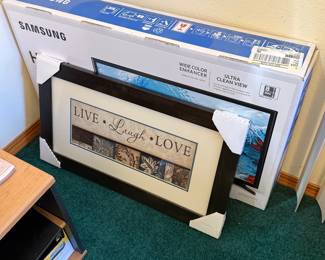 SAMSUNG
WIDE COLOR
ENHANCER
ULTRA
CLEAN VIEW
LIVE • Laugh • LOVE